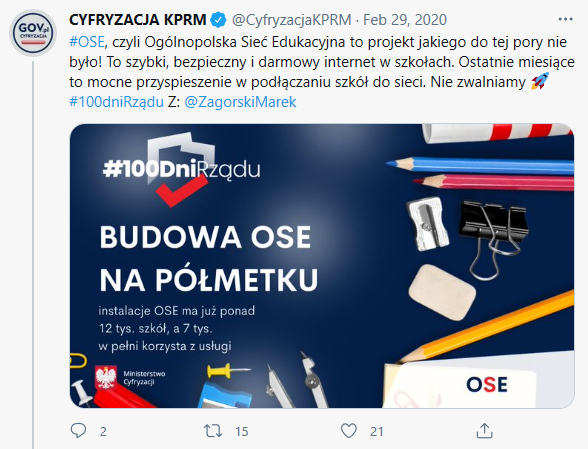 GOV.pl
CYFRYZACJA
CYFRYZACJA KPRM @CyfryzacjaKPRM · Feb 29, 2020
#OSE, czyli Ogólnopolska Sieć Edukacyjna to projekt jakiego do tej pory nie
było! To szybki, bezpieczny i darmowy internet w szkołach. Ostatnie miesiące
to mocne przyspieszenie w podłączaniu szkół do sieci. Nie zwalniamy 🚀
#100dniRządu Z: @ZagorskiMarek
#100DniRządu
BUDOWA OSE
NA PÓŁMETKU
instalacje OSE ma już ponad
12 tys. szkół, a 7 tys.
w pełni korzysta z usługi
Ministerstwo
Cyfryzacji
OSE
2 15 21